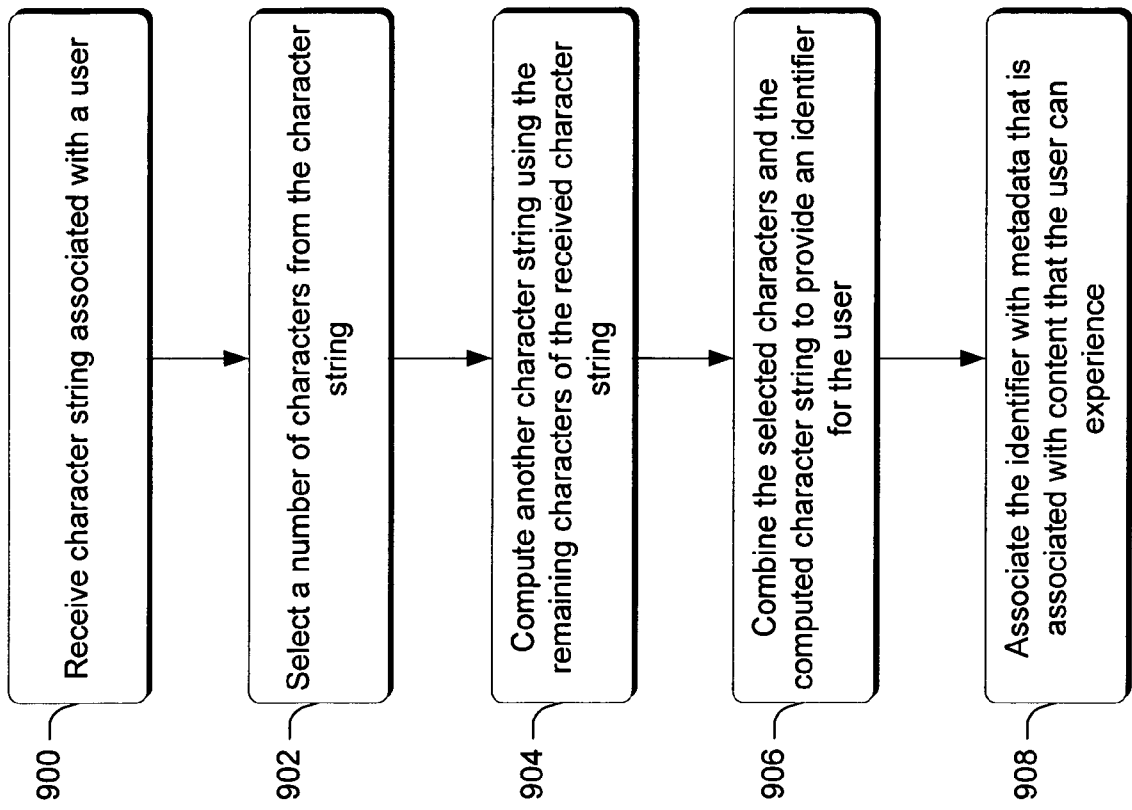 900
Receive character string associated with a user
902
Select a number of characters from the character
string
904
Compute another character string using the
remaining characters of the received character
string
906
Combine the selected characters and the
computed character string to provide an identifier
for the user
908
Associate the identifier with metadata that is
associated with content that the user can
experience